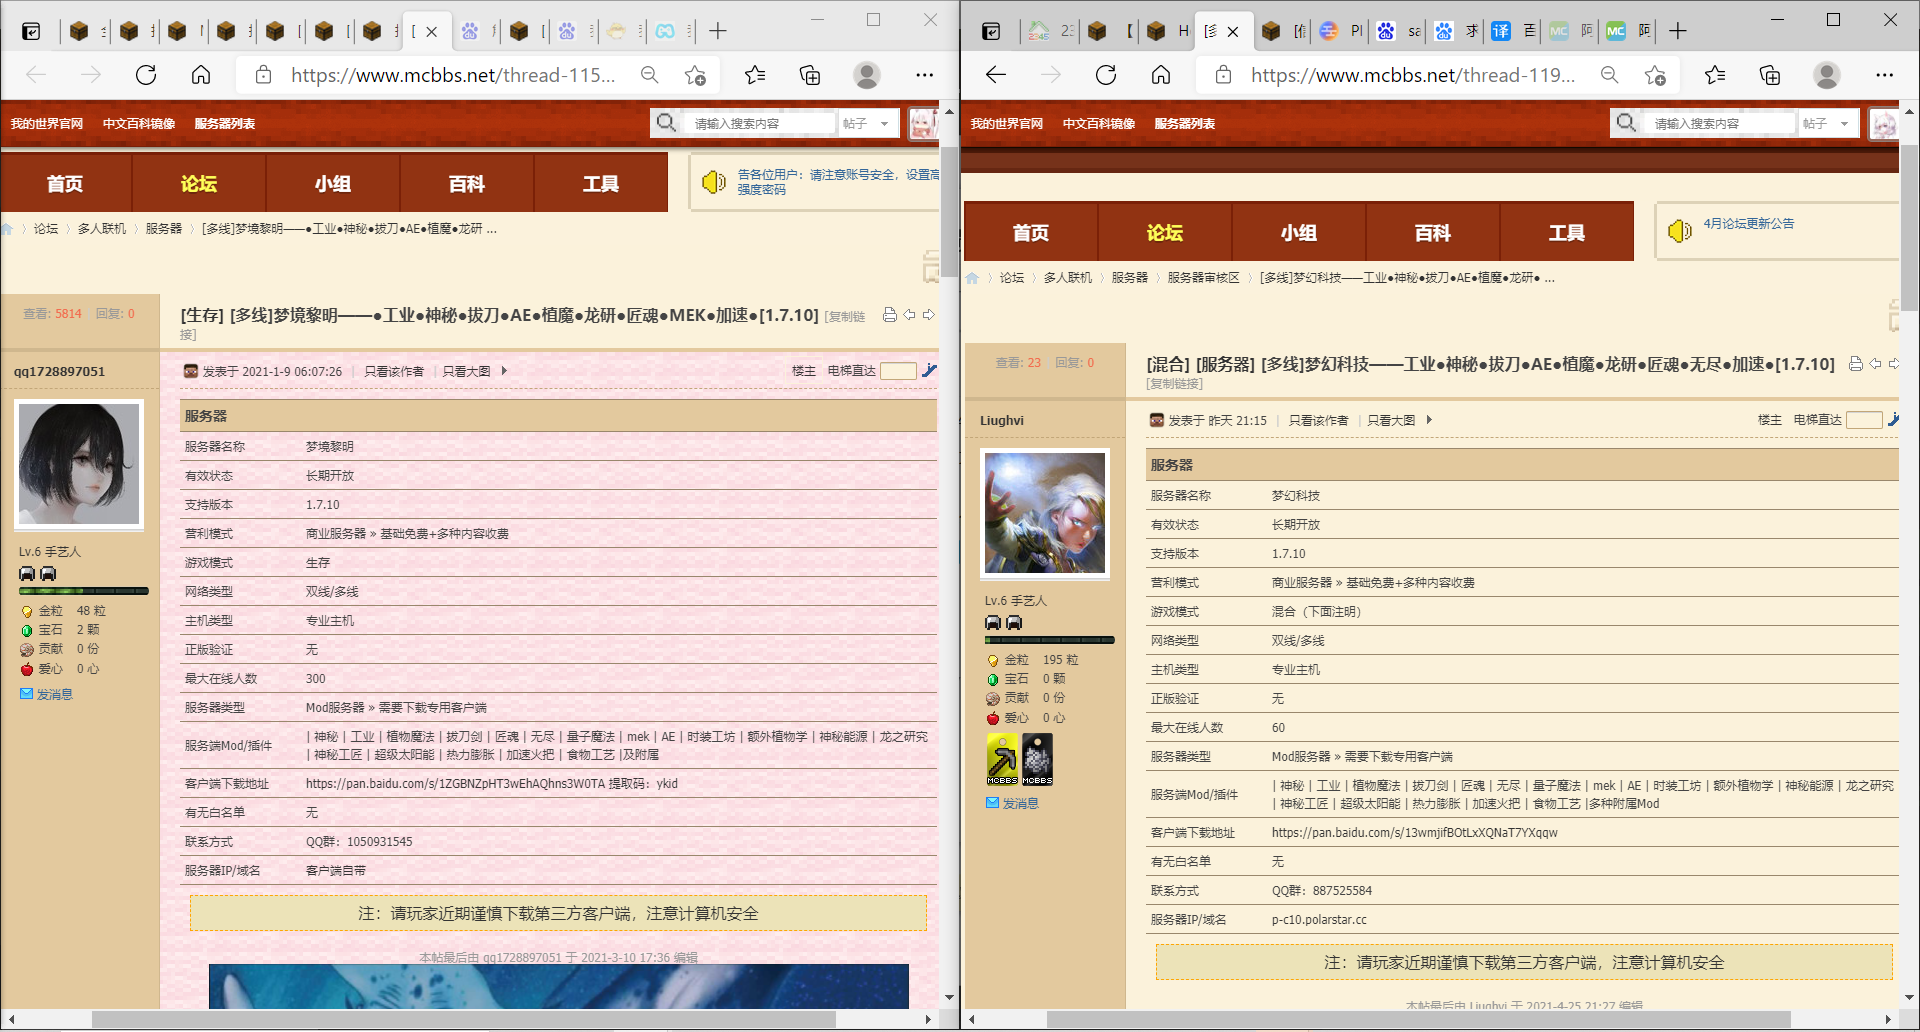 https://www.mcbbs.net/thread-115...
我的世界官网 中文百科镜像 服务器列表
请输入搜索内容 帖子
首页 论坛 小组 百科 工具
告各位用户：请注意账号安全，设置高
强度密码
论坛 › 多人联机 › 服务器 › [多线]梦境黎明——●工业●神秘●拔刀●AE●植魔●龙研 ...
查看: 5814 回复: 0
[生存] [多线]梦境黎明——●工业●神秘●拔刀●AE●植魔●龙研●匠魂●MEK●加速●[1.7.10] [复制链
接]
qq1728897051
发表于 2021-1-9 06:07:26 | 只看该作者 | 只看大图
楼主 电梯直达
Lv.6 手艺人
金粒 48 粒
宝石 2 颗
贡献 0 份
爱心 0 心
发消息
服务器
服务器名称 梦境黎明
有效状态 长期开放
支持版本 1.7.10
营利模式 商业服务器 » 基础免费+多种内容收费
游戏模式 生存
网络类型 双线/多线
主机类型 专业主机
正版验证 无
最大在线人数 300
服务器类型 Mod服务器 » 需要下载专用客户端
服务端Mod/插件 | 神秘 | 工业 | 植物魔法 | 拔刀剑 | 匠魂 | 无尽 | 量子魔法 | mek | AE | 时装工坊 | 额外植物学 | 神秘能源 | 龙之研究
| 神秘工匠 | 超级太阳能 | 热力膨胀 | 加速火把 | 食物工艺 |及附属
客户端下载地址 https://pan.baidu.com/s/1ZGBNZpHT3wEhAQhns3W0TA 提取码：ykid
有无白名单 无
联系方式 QQ群：1050931545
服务器IP/域名 客户端自带
注：请玩家近期谨慎下载第三方客户端，注意计算机安全
本帖最后由 qq1728897051 于 2021-3-10 17:36 编辑
https://www.mcbbs.net/thread-119...
我的世界官网 中文百科镜像 服务器列表
请输入搜索内容 帖子
首页 论坛 小组 百科 工具
4月论坛更新公告
论坛 › 多人联机 › 服务器 › 服务器审核区 › [多线]梦幻科技——工业●神秘●拔刀●AE●植魔●龙研● ...
查看: 23 回复: 0
[混合] [服务器] [多线]梦幻科技——工业●神秘●拔刀●AE●植魔●龙研●匠魂●无尽●加速●[1.7.10]
[复制链接]
Liughvi
发表于 昨天 21:15 | 只看该作者 | 只看大图
楼主 电梯直达
Lv.6 手艺人
金粒 195 粒
宝石 0 颗
贡献 0 份
爱心 0 心
MCBBS MCBBS
发消息
服务器
服务器名称 梦幻科技
有效状态 长期开放
支持版本 1.7.10
营利模式 商业服务器 » 基础免费+多种内容收费
游戏模式 混合（下面注明）
网络类型 双线/多线
主机类型 专业主机
正版验证 无
最大在线人数 60
服务器类型 Mod服务器 » 需要下载专用客户端
服务端Mod/插件 | 神秘 | 工业 | 植物魔法 | 拔刀剑 | 匠魂 | 无尽 | 量子魔法 | mek | AE | 时装工坊 | 额外植物学 | 神秘能源 | 龙之研究
| 神秘工匠 | 超级太阳能 | 热力膨胀 | 加速火把 | 食物工艺 |多种附属Mod
客户端下载地址 https://pan.baidu.com/s/13wmjifBOtLxXQNaT7YXqqw
有无白名单 无
联系方式 QQ群：887525584
服务器IP/域名 p-c10.polarstar.cc
注：请玩家近期谨慎下载第三方客户端，注意计算机安全
本帖最后由 Liughvi 于 2021-4-25 21:27 编辑